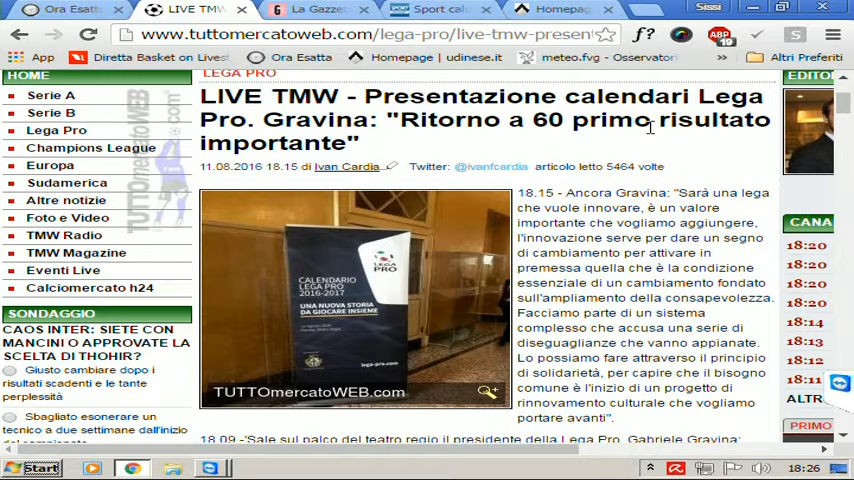 Ora Esatta
LIVE TMW
La Gazzet
Sport calc
Homepag
Sissi
www.tuttomercatoweb.com/lega-pro/live-tmw-present
f?
ABP
19
S
App
Diretta Basket on Livest
Ora Esatta
Homepage | udinese.it
meteo.fvg - Osservator
»
Altri Preferiti
HOME
Serie A
Serie B
Lega Pro
Champions League
Europa
Sudamerica
Altre notizie
Foto e Video
TMW Radio
TMW Magazine
Eventi Live
Calciomercato h24
TUTTOmercatoWEB.com
SONDAGGIO
CAOS INTER: SIETE CON
MANCINI O APPROVATE LA
SCELTA DI THOHIR?
Giusto cambiare dopo i
risultati scadenti e le tante
perplessità
Sbagliato esonerare un
tecnico a due settimane dall'inizio
LEGA PRO
LIVE TMW - Presentazione calendari Lega
Pro. Gravina: "Ritorno a 60 primo risultato
importante"
11.08.2016 18.15 di Ivan Cardia
Twitter: @ivanfcardia
articolo letto 5464 volte
LEGA
PRO
CALENDARIO
LEGA PRO
2016-2017
UNA NUOVA STORIA
DA GIOCARE INSIEME
lega-pro.com
TUTTOmercatoWEB.com
18.15 - Ancora Gravina: "Sarà una lega
che vuole innovare, è un valore
importante che vogliamo aggiungere,
l'innovazione serve per dare un segno
di cambiamento per attivare in
premessa quella che è la condizione
essenziale di un cambiamento fondato
sull'ampliamento della consapevolezza.
Facciamo parte di un sistema
complesso che accusa una serie di
diseguaglianze che vanno appianate.
Lo possiamo fare attraverso il principio
di solidarietà, per capire che il bisogno
comune è l'inizio di un progetto di
rinnovamento culturale che vogliamo
portare avanti".
18.09 -'Sale sul palco del teatro regio il presidente della Lega Pro, Gabriele Gravina:
EDITOR
CANA
18:20
18:20
18:20
18:20
18:14
18:13
18:12
18:11
ALTR
PRIMO
Start
18:26